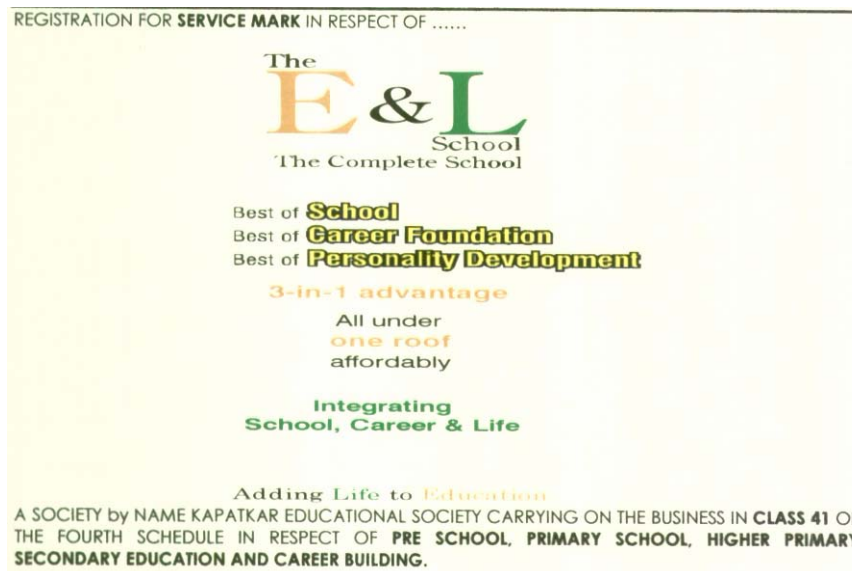 REGISTRATION FOR SERVICE MARK IN RESPECT OF ......
The
E & L
School
The Complete School
Best of School
Best of Career Foundation
Best of Personality Development
3-in-1 advantage
All under
one roof
affordably
Integrating
School, Career & Life
Adding Life to Education
A SOCIETY by NAME KAPATKAR EDUCATIONAL SOCIETY CARRYING ON THE BUSINESS IN CLASS 41 O
THE FOURTH SCHEDULE IN RESPECT OF PRE SCHOOL, PRIMARY SCHOOL, HIGHER PRIMARY
SECONDARY EDUCATION AND CAREER BUILDING.